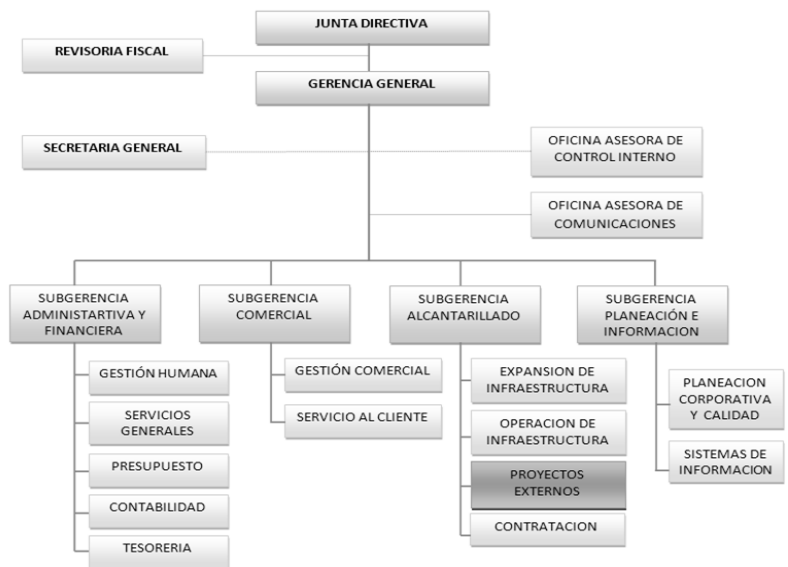 JUNTA DIRECTIVA
REVISORIA FISCAL
GERENCIA GENERAL
SECRETARIA GENERAL
OFICINA ASESORA DE
CONTROL INTERNO
OFICINA ASESORA DE
COMUNICACIONES
SUBGERENCIA
ADMINISTARTIVA Y
FINANCIERA
GESTIÓN HUMANA
SERVICIOS
GENERALES
PRESUPUESTO
CONTABILIDAD
TESORERIA
SUBGERENCIA
COMERCIAL
GESTIÓN COMERCIAL
SERVICIO AL CLIENTE
SUBGERENCIA
ALCANTARILLADO
EXPANSION DE
INFRAESTRUCTURA
OPERACION DE
INFRAESTRUCTURA
PROYECTOS
EXTERNOS
CONTRATACION
SUBGERENCIA
PLANEACIÓN E
INFORMACION
PLANEACION
CORPORATIVA
Y CALIDAD
SISTEMAS DE
INFORMACION